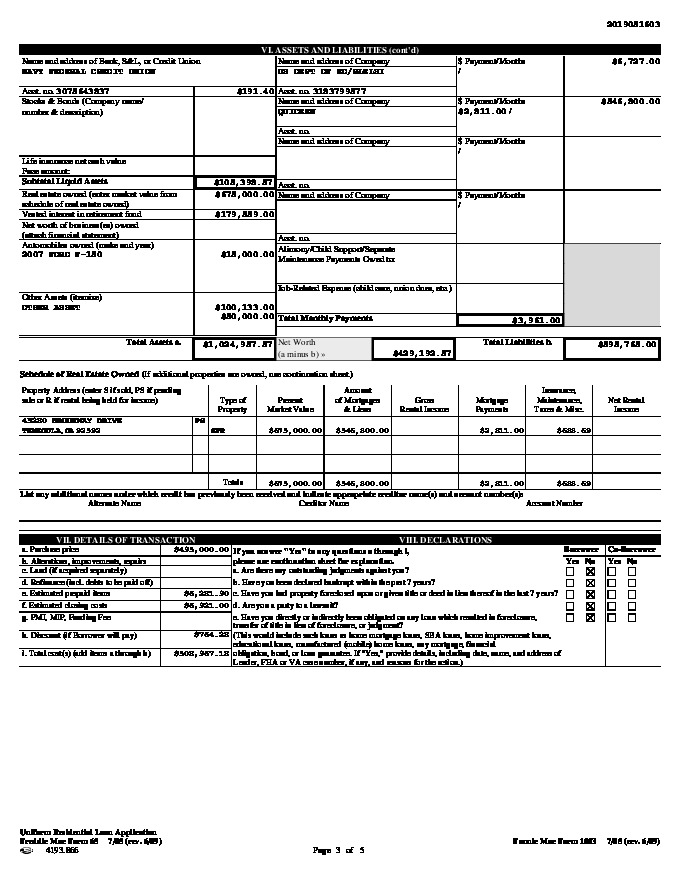 2019081603
VI. ASSETS AND LIABILITIES (cont'd)
Name and address of Bank, S&L, or Credit Union
NAVY FEDERAL CREDIT UNION
Name and address of Company
US DEPT OF ED/
$ Payment/Months
/
$6,727.00
Acct. no. 3078643837
$191.40
Acct. no. 3183799877
Stocks & Bonds (Company name/
number & description)
Name and address of Company
QUICKEN
$ Payment/Months
$2,811.00 /
$546,800.00
Acct. no.
Name and address of Company
$ Payment/Months
/
Life insurance net cash value
Face amount:
Subtotal Liquid Assets
$108,398.87
Acct. no.
Real estate owned (enter market value from
schedule of real estate owned)
$675,000.00
Name and address of Company
$ Payment/Months
/
Vested interest in retirement fund
$179,889.00
Net worth of business(es) owned
(attach financial statement)
Acct. no.
Automobiles owned (make and year)
2007 FORD F-150
$18,000.00
Alimony/Child Support/Separate
Maintenance Payments Owed to:
Job-Related Expense (child care, union dues, etc.)
Other Assets (itemize)
OTHER ASSET
$100,133.00
$50,000.00
Total Monthly Payments
$3,961.00
Total Assets a.
$1,024,987.87
Net Worth
(a minus b) »
$429,192.87
Total Liabilities b.
$598,768.00
Schedule of Real Estate Owned (If additional properties are owned, use continuation sheet.)
Property Address (enter S if sold, PS if pending
sale or R if rental being held for income)
Type of
Property
Present
Market Value
Amount
of Mortgages
& Liens
Gross
Rental Income
Mortgage
Payments
Insurance,
Maintenance,
Taxes & Misc.
Net Rental
Income
DRIVE
TEMECULA, CA 92592
PS
SFR
$675,000.00
$546,800.00
$2,811.00
$688.69
Totals
$675,000.00
$546,800.00
$2,811.00
$688.69
List any additional names under which credit has previously been received and indicate appropriate creditor name(s) and account number(s):
Alternate Name
Creditor Name
Account Number
VII. DETAILS OF TRANSACTION
VIII. DECLARATIONS
a. Purchase price
$495,000.00
If you answer "Yes" to any questions a through i,
please use continuation sheet for explanation.
Borrower
Co-Borrower
Yes No
Yes No
b. Alterations, improvements, repairs
c. Land (if acquired separately)
a. Are there any outstanding judgments against you?
d. Refinance (incl. debts to be paid off)
b. Have you been declared bankrupt within the past 7 years?
e. Estimated prepaid items
$6,281.90
c. Have you had property foreclosed upon or given title or deed in lieu thereof in the last 7 years?
f. Estimated closing costs
$6,921.00
d. Are you a party to a lawsuit?
g. PMI, MIP, Funding Fee
e. Have you directly or indirectly been obligated on any loan which resulted in foreclosure,
transfer of title in lieu of foreclosure, or judgment?
h. Discount (if Borrower will pay)
$764.28
(This would include such loans as home mortgage loans, SBA loans, home improvement loans,
educational loans, manufactured (mobile) home loans, any mortgage, financial
i. Total costs (add items a through h)
$508,967.18
obligation, bond, or loan guarantee. If "Yes," provide details, including date, name, and address of
Lender, FHA or VA case number, if any, and reasons for the action.)
Uniform Residential Loan Application
Freddie Mac Form 65 7/05 (rev. 6/09)
4193.866
Page 3 of 5
Fannie Mae Form 1003 7/05 (rev. 6/09)